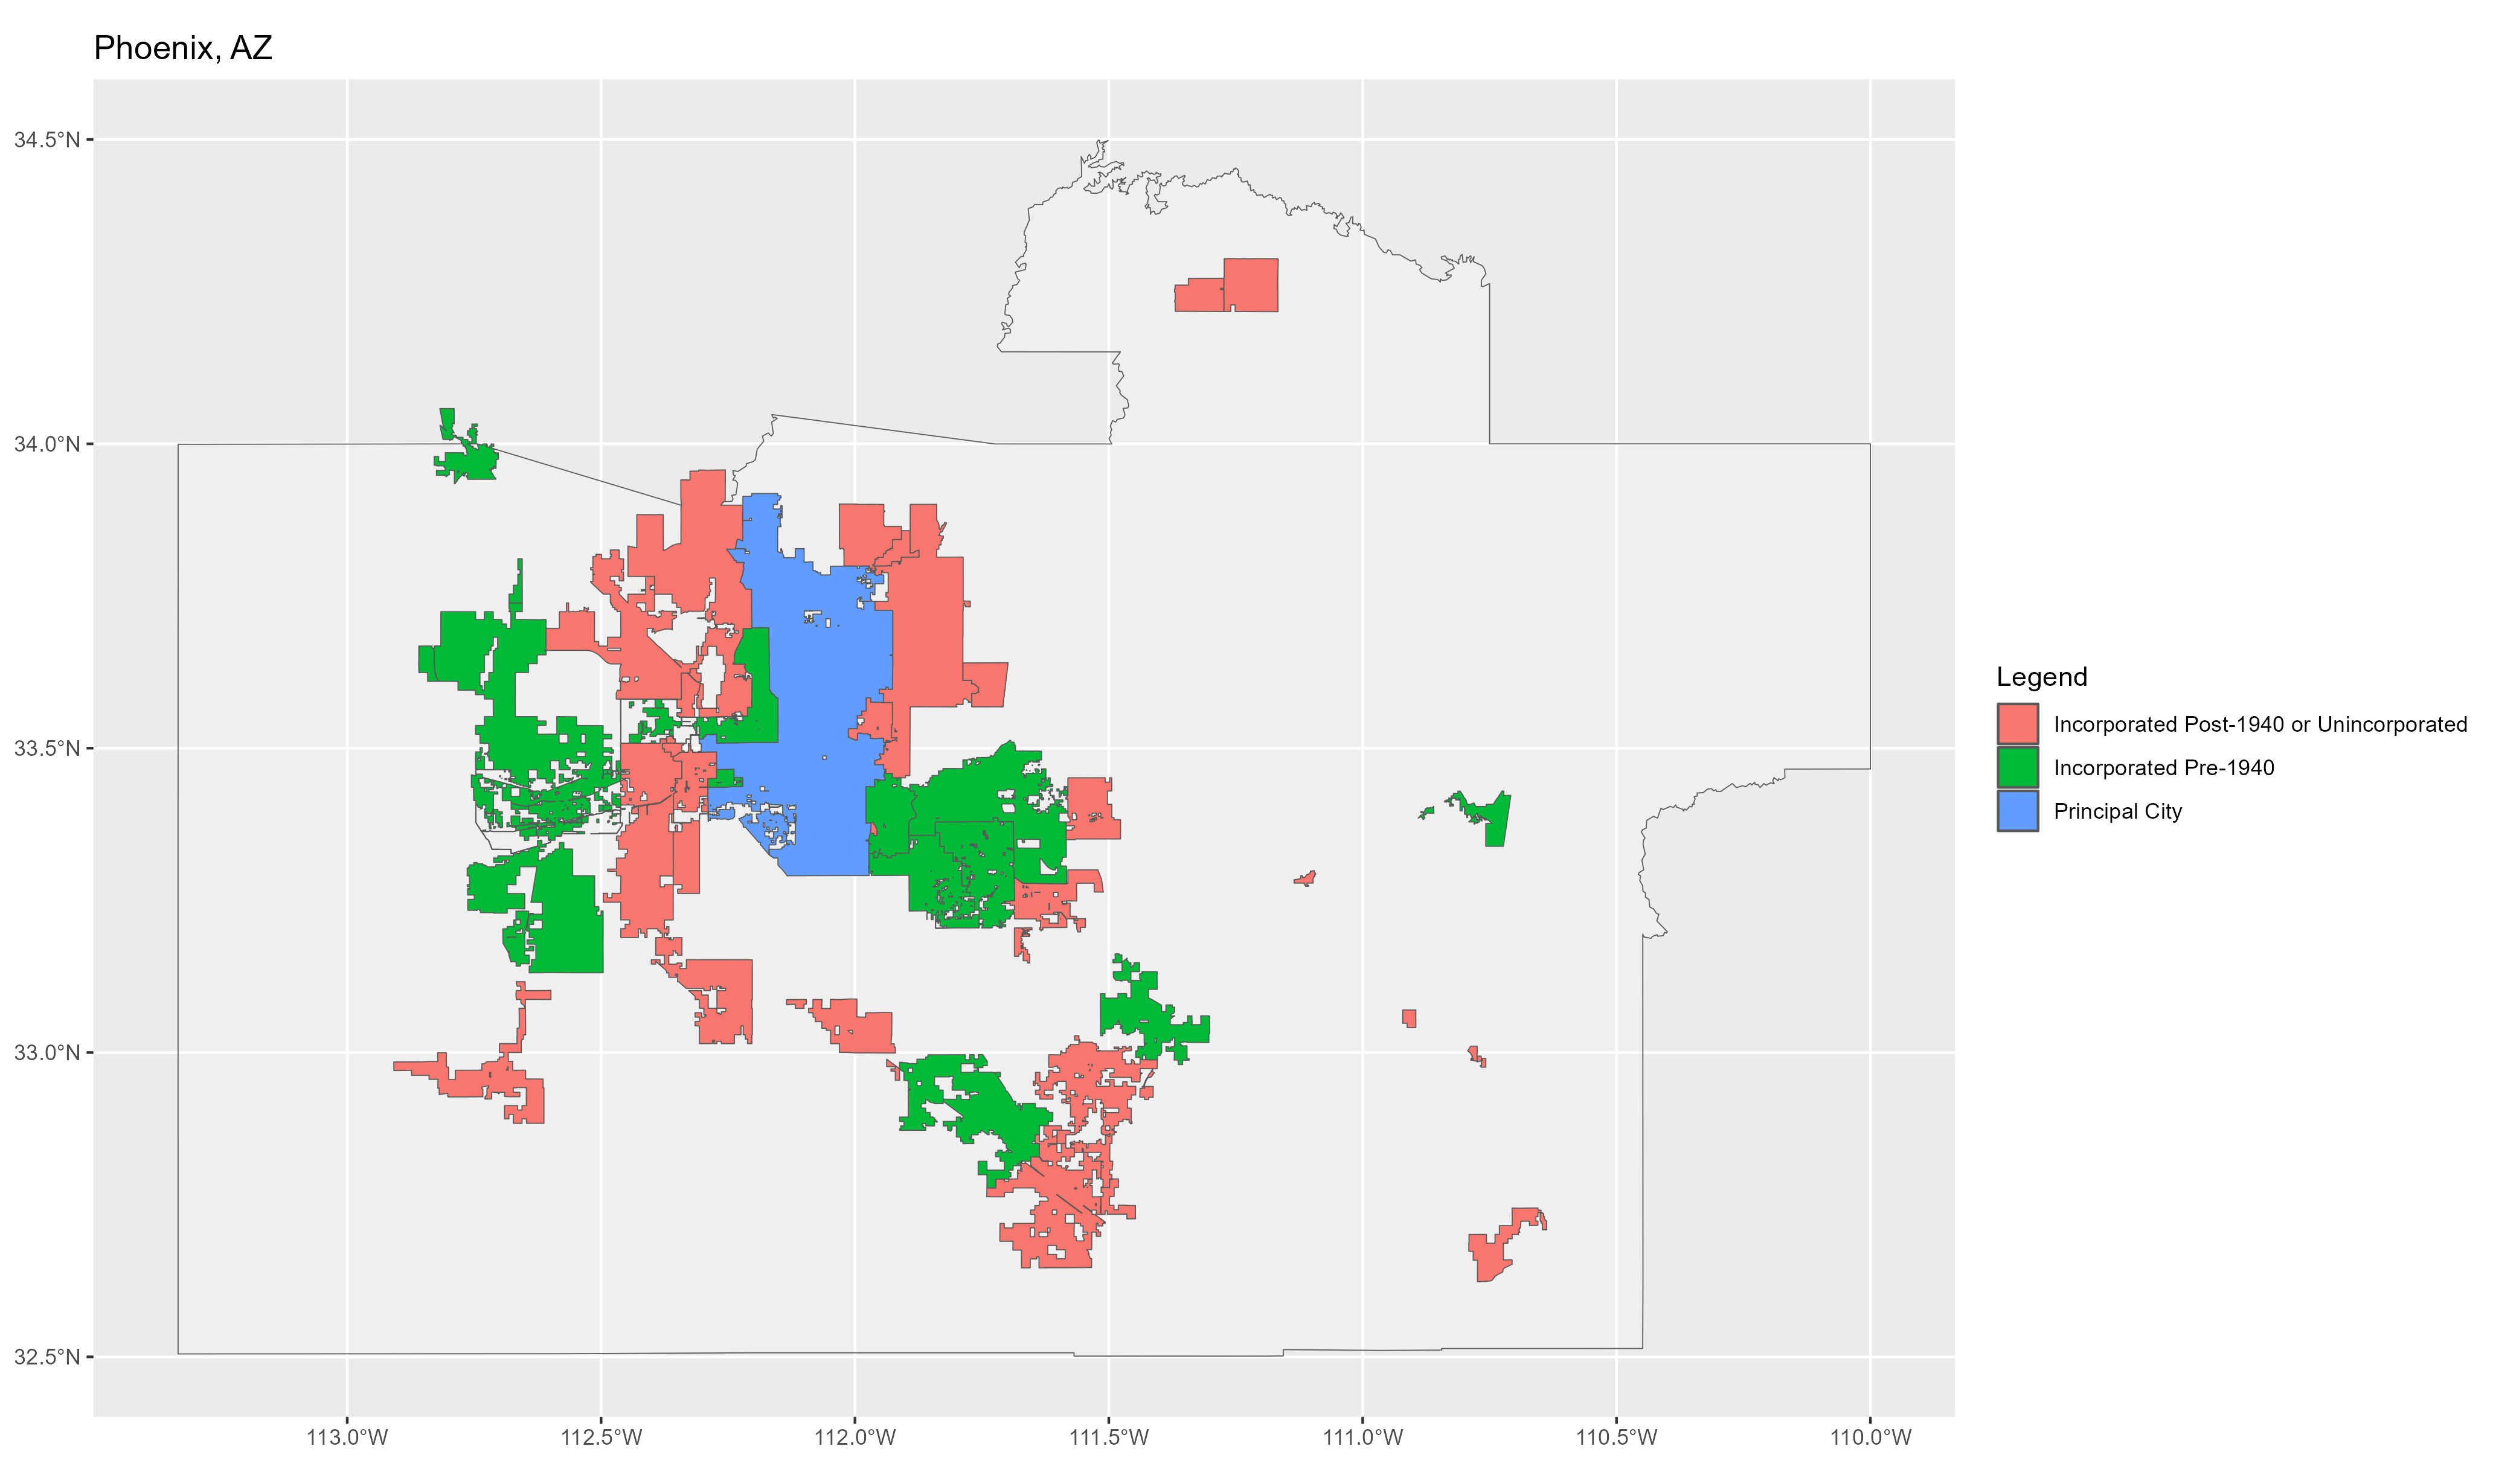 Phoenix, AZ
34.5°N
34.0°N
33.5°N
33.0°N
32.5°N
113.0°W 112.5°W 112.0°W 111.5°W 111.0°W 110.5°W 110.0°W
Legend
Incorporated Post-1940 or Unincorporated
Incorporated Pre-1940
Principal City